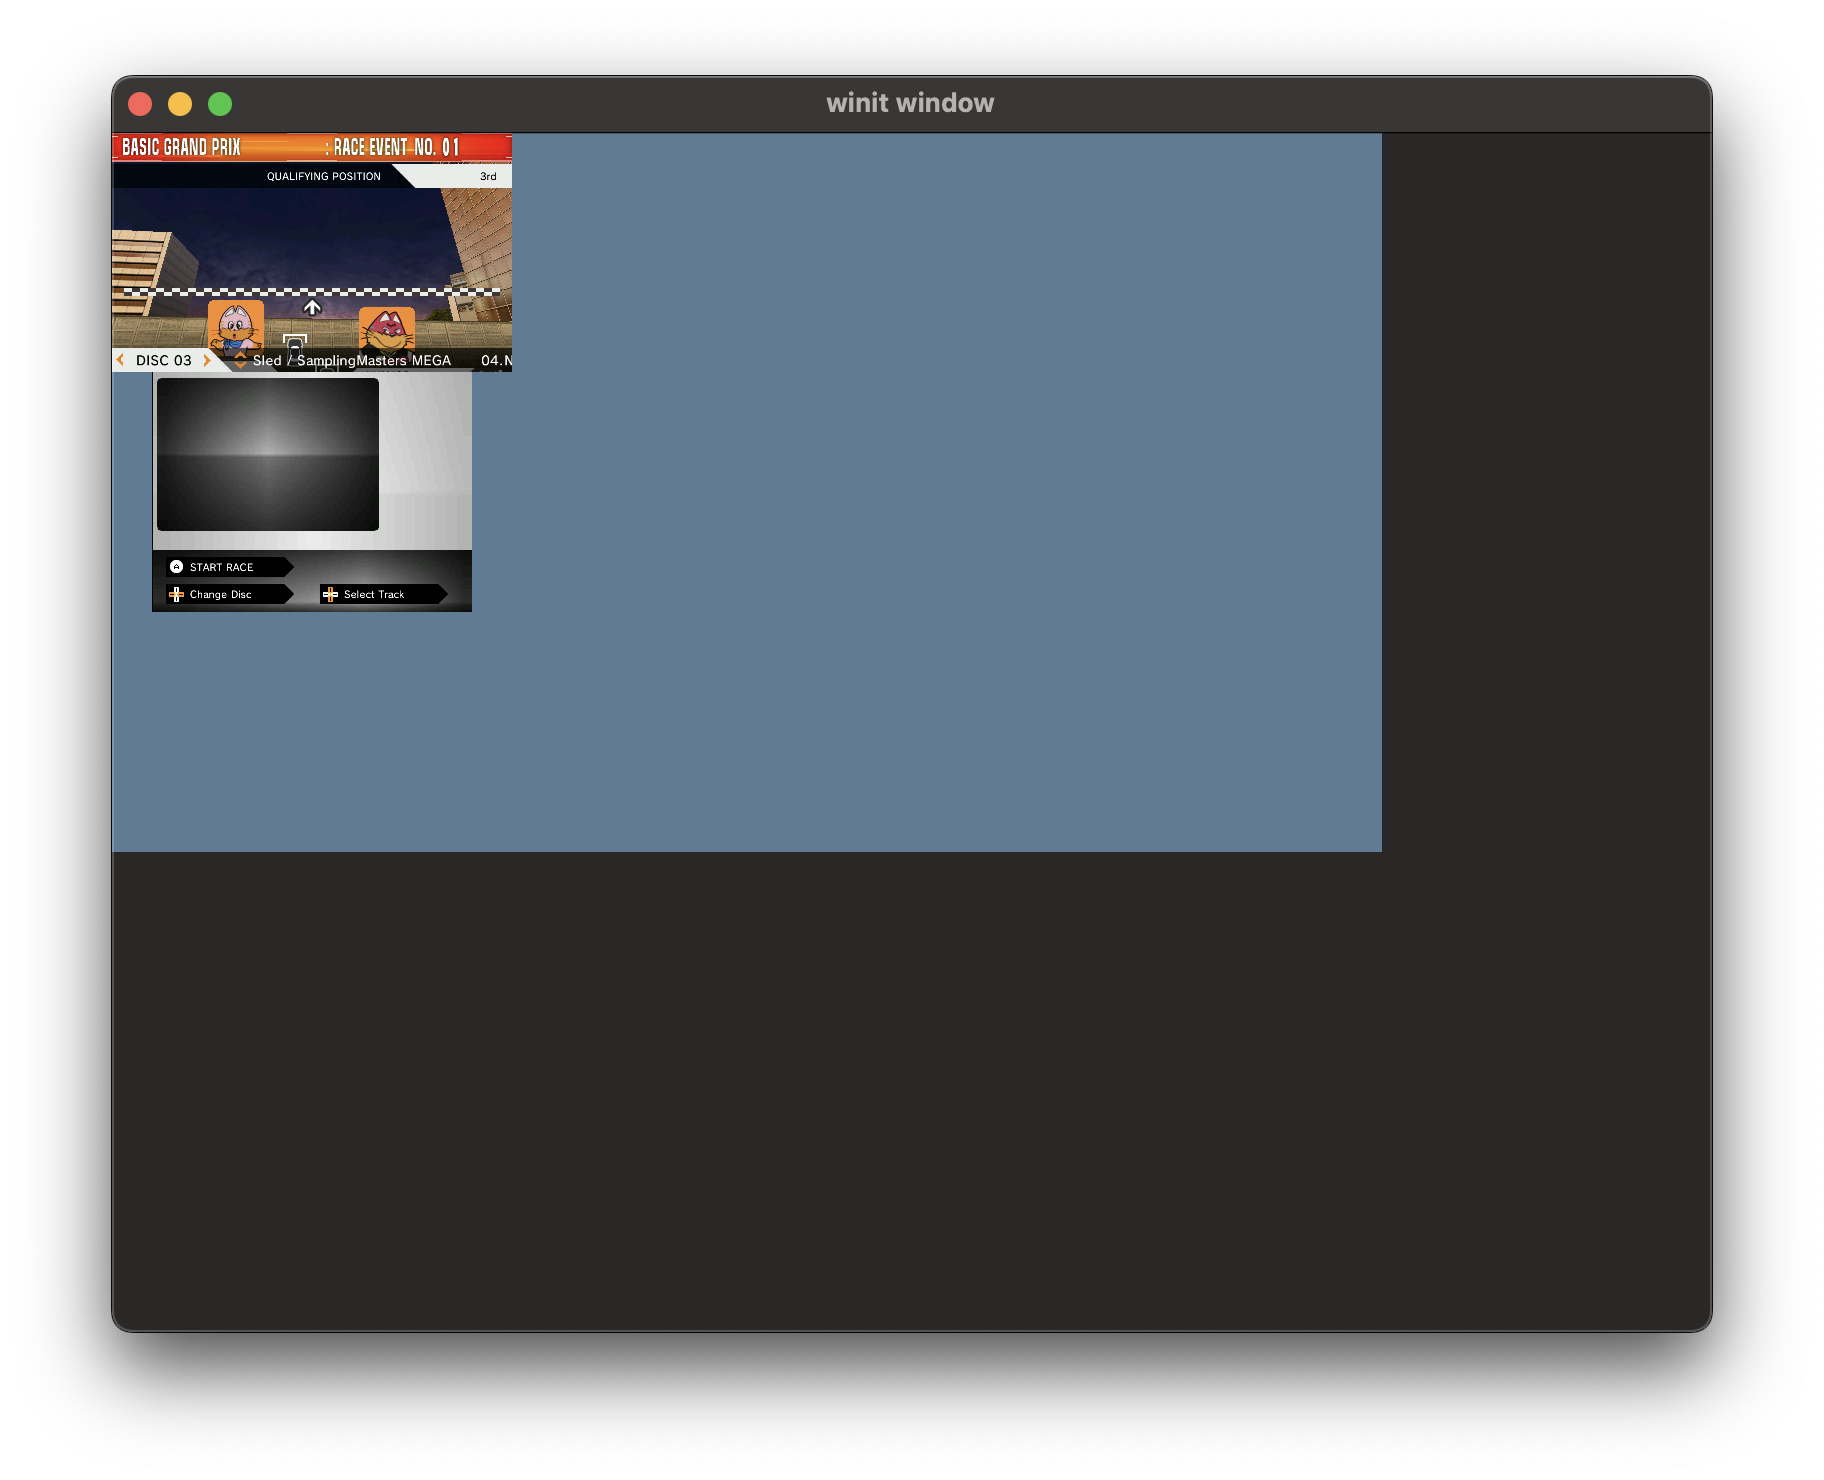 winit window
BASIC GRAND PRIX : RACE EVENT NO. 01
QUALIFYING POSITION 3rd
DISC 03 Sled / SamplingMasters MEGA 04.N
A START RACE
Change Disc Select Track